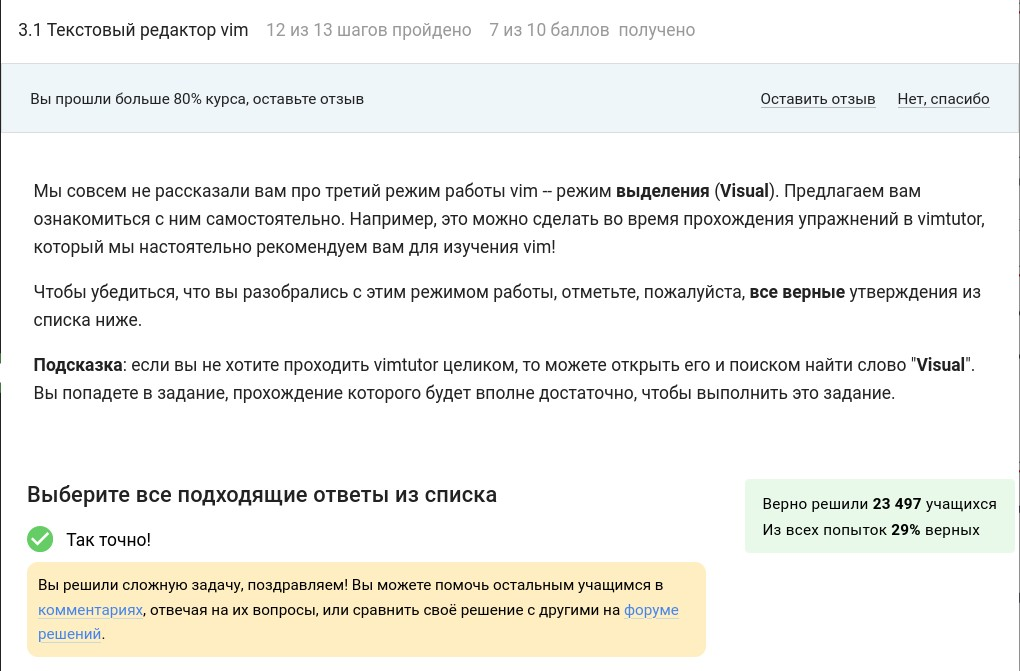 3.1 Текстовый редактор vim 12 из 13 шагов пройдено 7 из 10 баллов получено
Вы прошли больше 80% курса, оставьте отзыв Оставить отзыв Нет, спасибо
Мы совсем не рассказали вам про третий режим работы vim -- режим выделения (Visual). Предлагаем вам
ознакомиться с ним самостоятельно. Например, это можно сделать во время прохождения упражнений в vimtutor,
который мы настоятельно рекомендуем вам для изучения vim!
Чтобы убедиться, что вы разобрались с этим режимом работы, отметьте, пожалуйста, все верные утверждения из
списка ниже.
Подсказка: если вы не хотите проходить vimtutor целиком, то можете открыть его и поиском найти слово "Visual".
Вы попадете в задание, прохождение которого будет вполне достаточно, чтобы выполнить это задание.
Выберите все подходящие ответы из списка
Верно решили 23 497 учащихся
Из всех попыток 29% верных
Так точно!
Вы решили сложную задачу, поздравляем! Вы можете помочь остальным учащимся в
комментариях, отвечая на их вопросы, или сравнить своё решение с другими на форуме
решений.